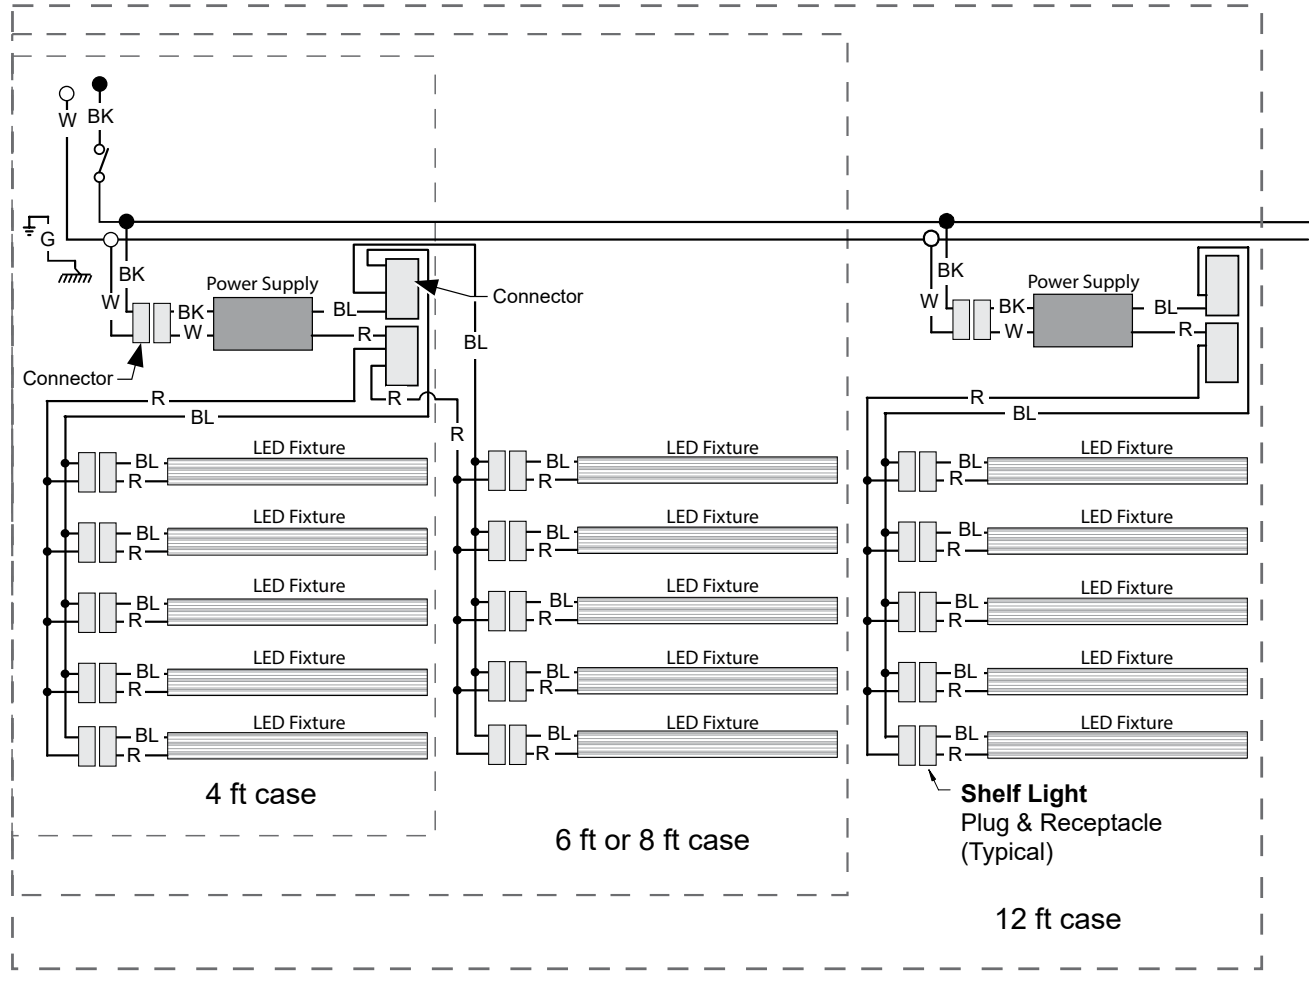 W
BK
G
BK
W
Power Supply
BK
W
BL
R
Connector
BL
Connector
R
BL
R
R
BK
W
Power Supply
BK
W
BL
R
R
BL
LED Fixture
BL
R
LED Fixture
BL
R
LED Fixture
BL
R
LED Fixture
BL
R
LED Fixture
BL
R
4 ft case
LED Fixture
BL
R
LED Fixture
BL
R
LED Fixture
BL
R
LED Fixture
BL
R
LED Fixture
BL
R
6 ft or 8 ft case
LED Fixture
BL
R
LED Fixture
BL
R
LED Fixture
BL
R
LED Fixture
BL
R
LED Fixture
BL
R
Shelf Light
Plug & Receptacle
(Typical)
12 ft case